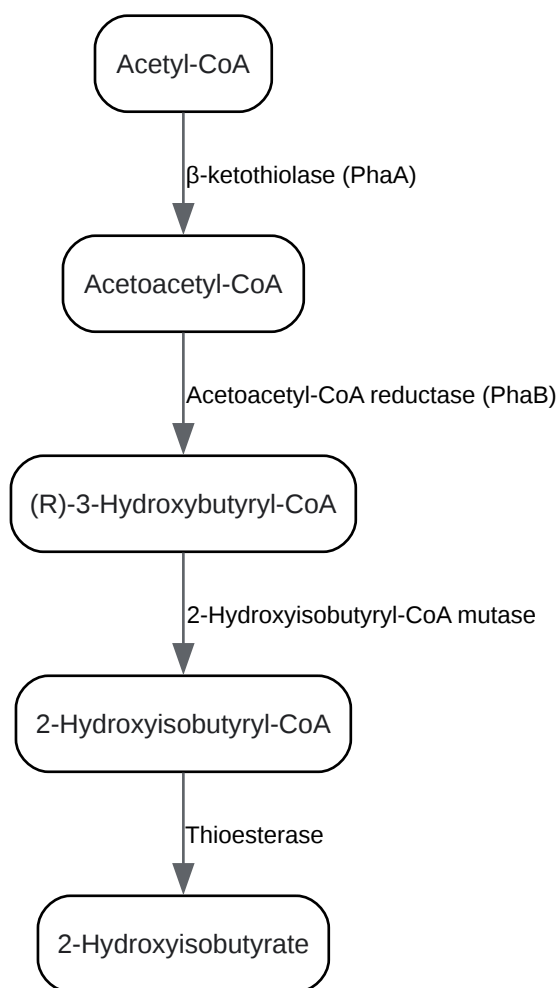 Acetyl-CoA
β-ketothiolase (PhaA)
Acetoacetyl-CoA
Acetoacetyl-CoA reductase (PhaB)
(R)-3-Hydroxybutyryl-CoA
2-Hydroxyisobutyryl-CoA mutase
2-Hydroxyisobutyryl-CoA
Thioesterase
2-Hydroxyisobutyrate